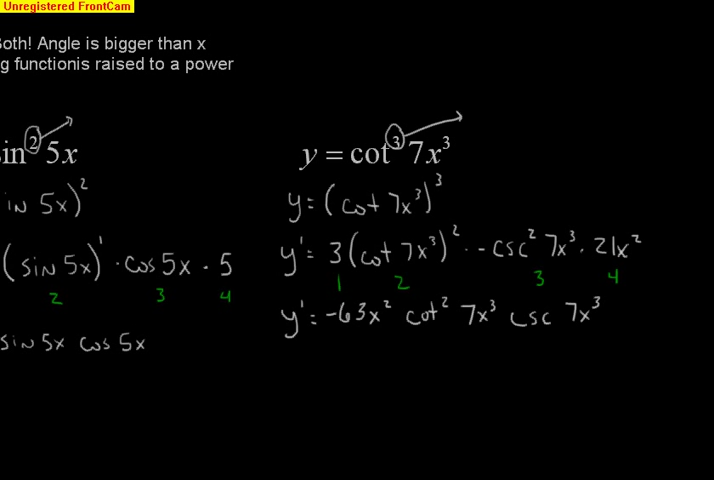 Unregistered FrontCam
Both! Angle is bigger than x
g functionis raised to a power
in² 5x
y = cot³ 7x³
in 5x)²
y = (cot 7x³)³
(sin 5x)¹ · cos 5x · 5
2 3 4
y' = 3(cot 7x³)² · -csc² 7x³ · 21x²
1 2 3 4
sin 5x cos 5x
y' = -63x² cot² 7x³ csc 7x³